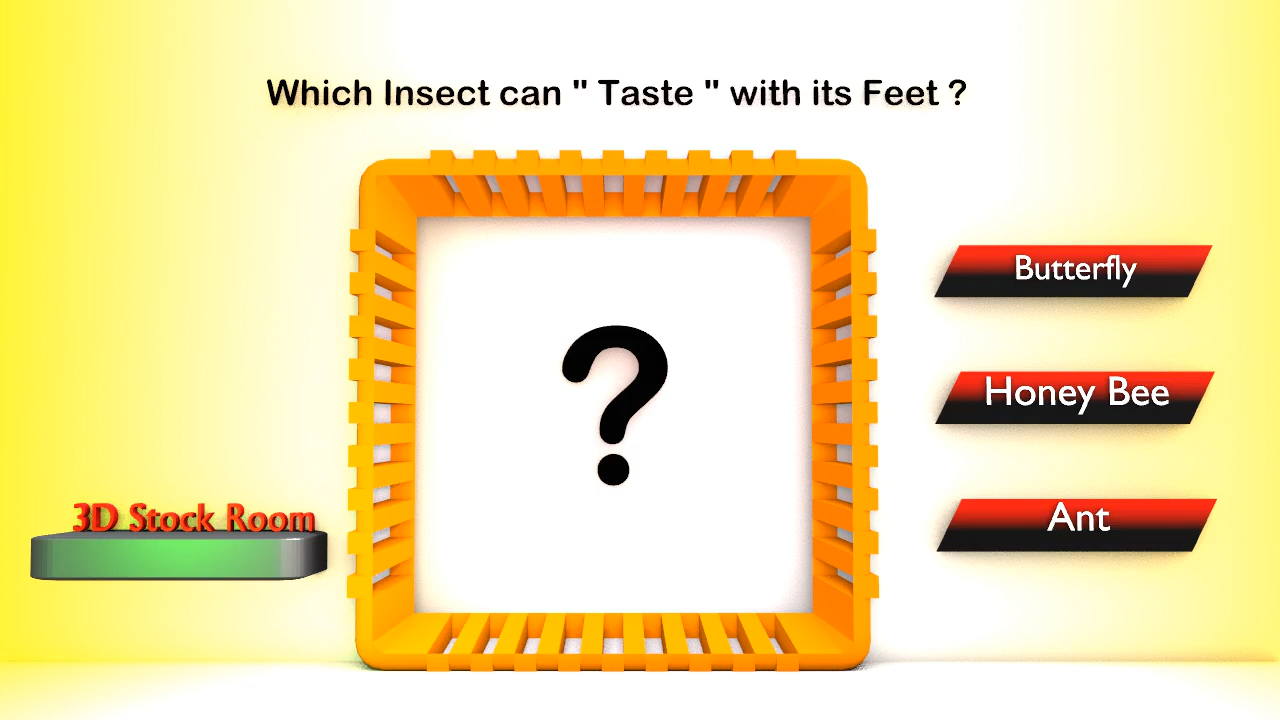 Which Insect can " Taste " with its Feet ?
?
Butterfly
Honey Bee
Ant
3D Stock Room